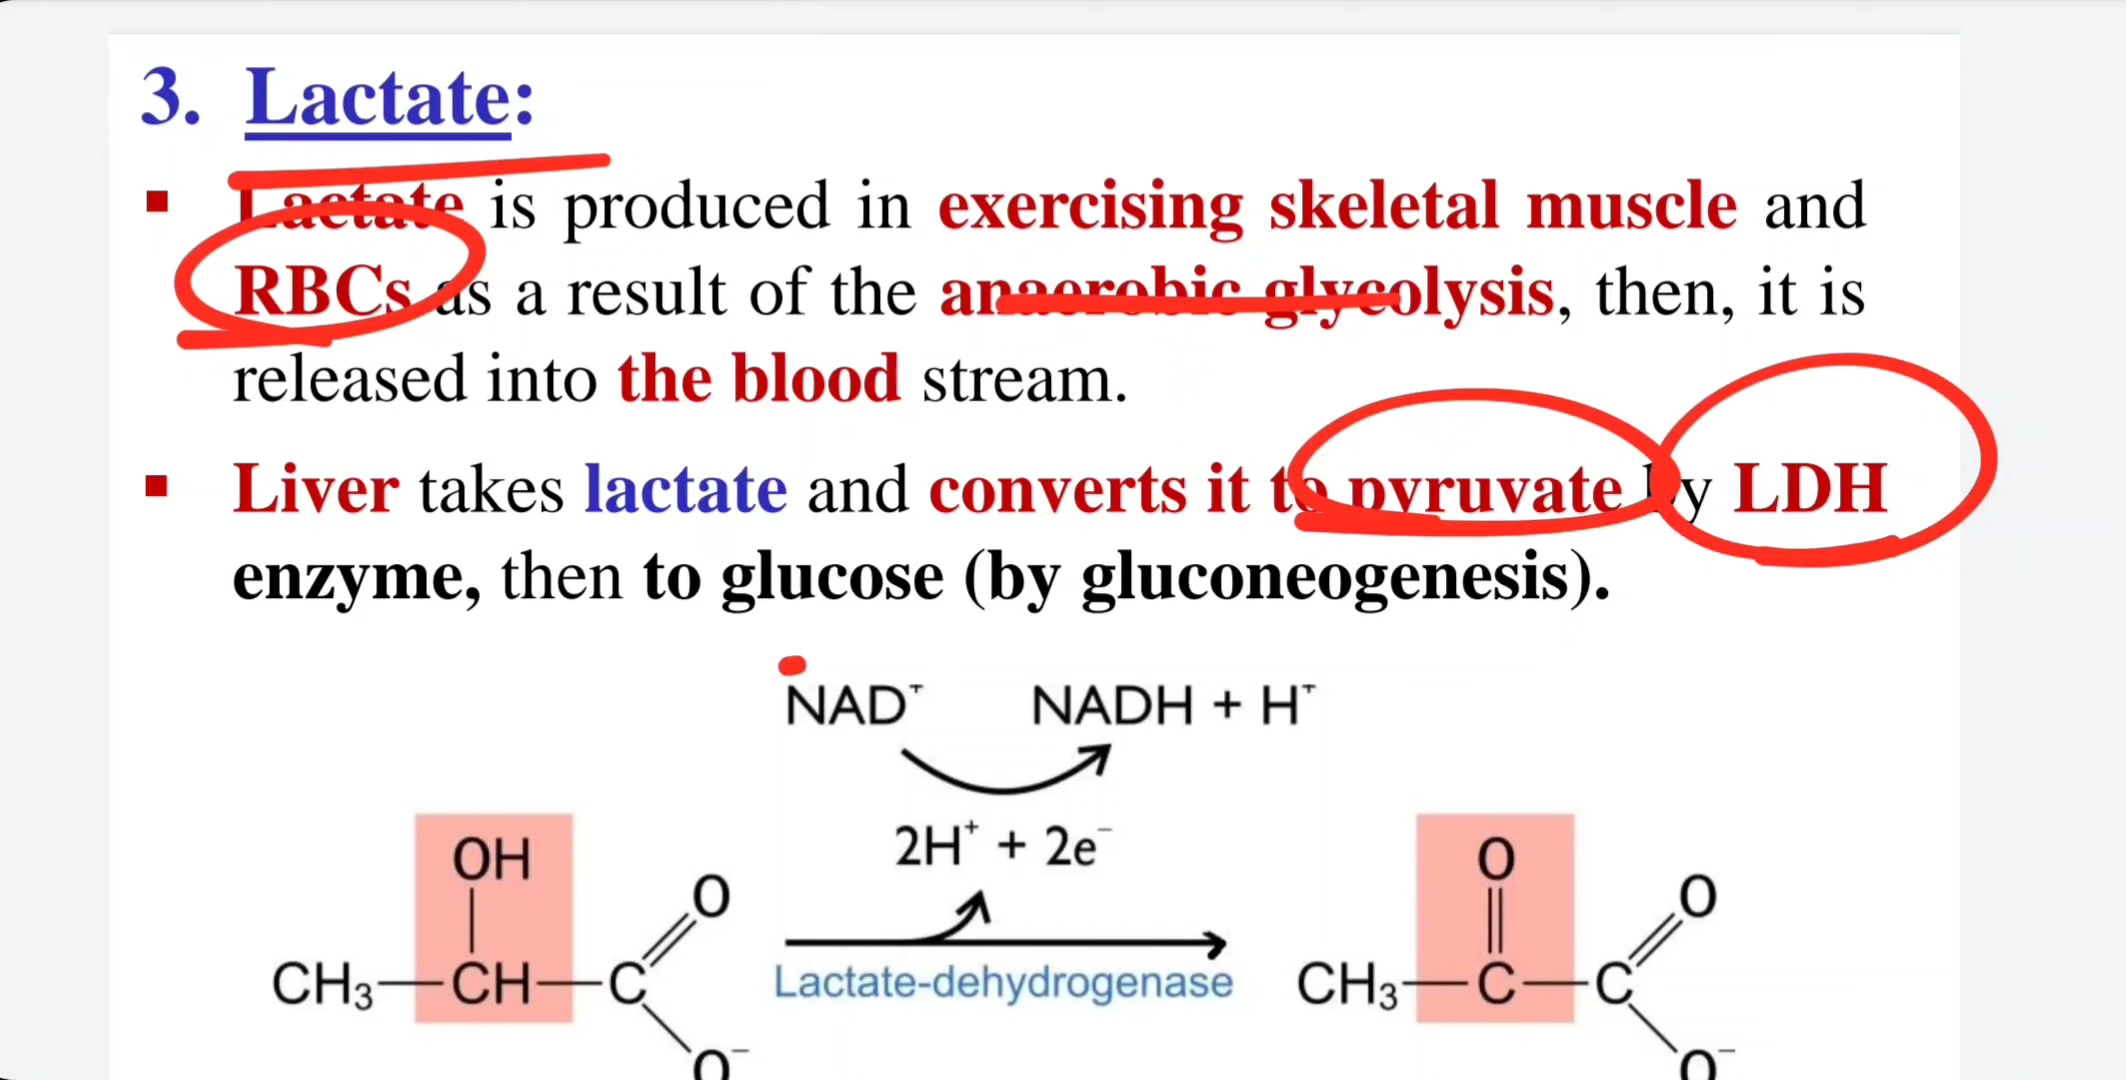 3. Lactate:
▪ Lactate is produced in exercising skeletal muscle and
RBCs as a result of the anaerobic glycolysis, then, it is
released into the blood stream.
▪ Liver takes lactate and converts it to pyruvate by LDH
enzyme, then to glucose (by gluconeogenesis).
NAD⁺ NADH + H⁺
2H⁺ + 2e⁻
OH
O
O
O
CH₃—CH—C
Lactate-dehydrogenase
CH₃—C—C
O⁻
O⁻